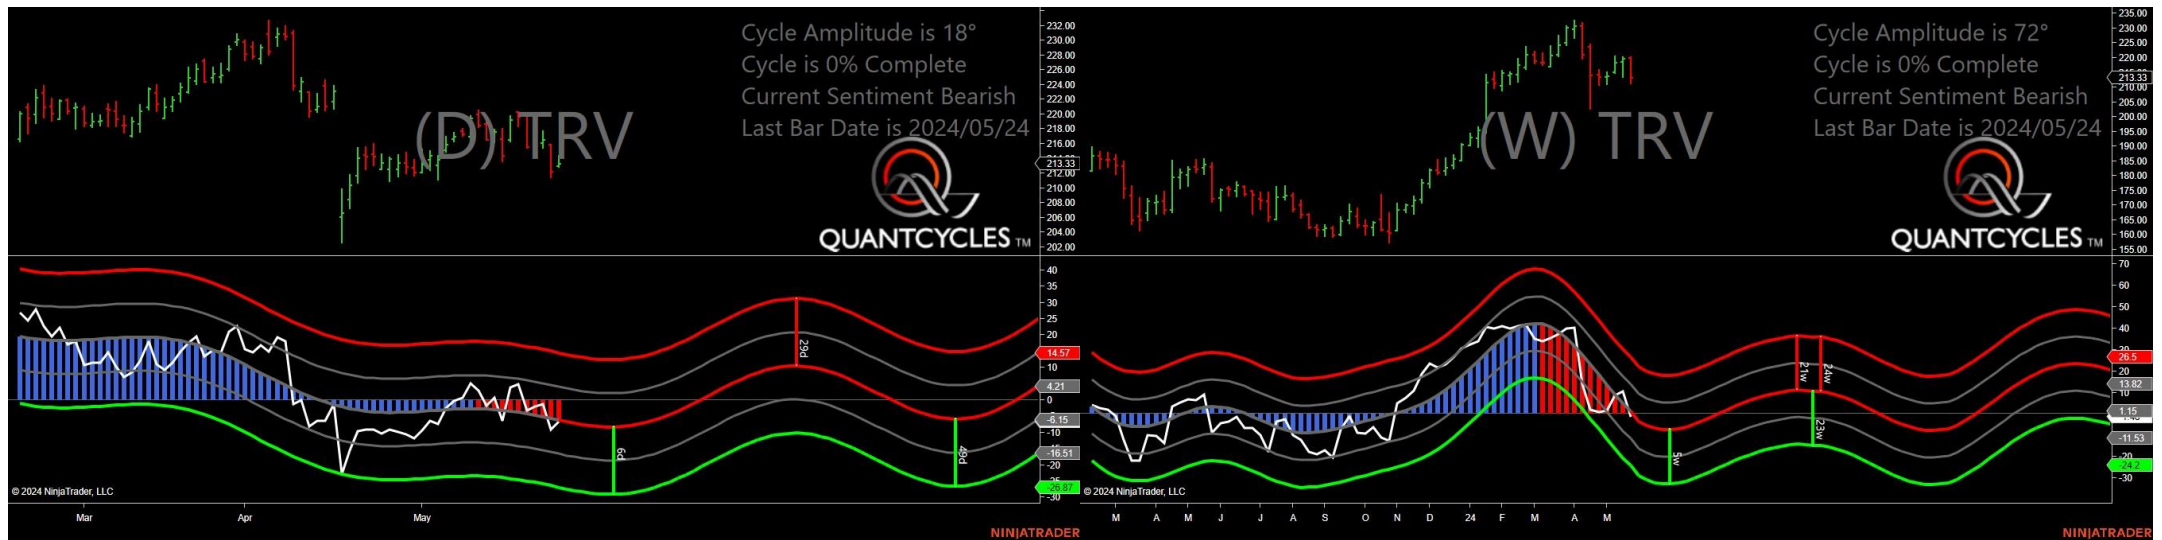 Cycle Amplitude is 18°
Cycle is 0% Complete
Current Sentiment Bearish
Last Bar Date is 2024/05/24
(D) TRV
QUANTCYCLES TM
232.00
230.00
228.00
226.00
224.00
222.00
220.00
218.00
216.00
213.33
212.00
210.00
208.00
206.00
204.00
202.00
40
35
30
25
20
14.57
10
4.21
0
-6.15
-10
-16.51
-20
-26.87
-30
29d
6d
49d
© 2024 NinjaTrader, LLC
Mar
Apr
May
NINJATRADER
Cycle Amplitude is 72°
Cycle is 0% Complete
Current Sentiment Bearish
Last Bar Date is 2024/05/24
(W) TRV
QUANTCYCLES TM
235.00
230.00
225.00
220.00
213.33
210.00
205.00
200.00
195.00
190.00
185.00
180.00
175.00
170.00
165.00
160.00
155.00
70
60
50
40
26.5
20
13.82
10
1.15
-11.53
-20
-24.2
-30
21w
24w
23w
5w
© 2024 NinjaTrader, LLC
M
A
M
J
J
A
S
O
N
D
24
F
M
A
M
NINJATRADER